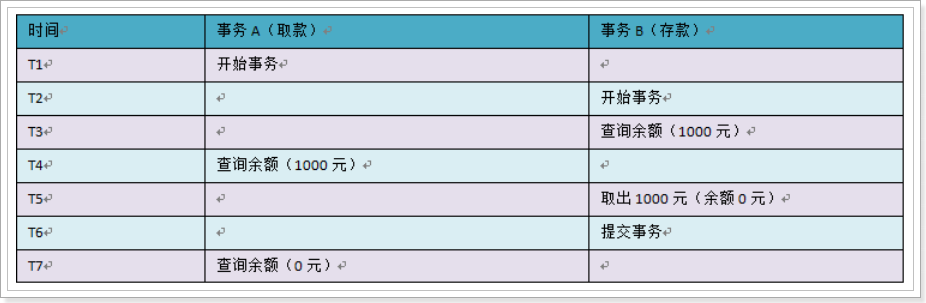 时间 事务 A（取款） 事务 B（存款）
T1 开始事务
T2 开始事务
T3 查询余额（1000 元）
T4 查询余额（1000 元）
T5 取出 1000 元（余额 0 元）
T6 提交事务
T7 查询余额（0 元）